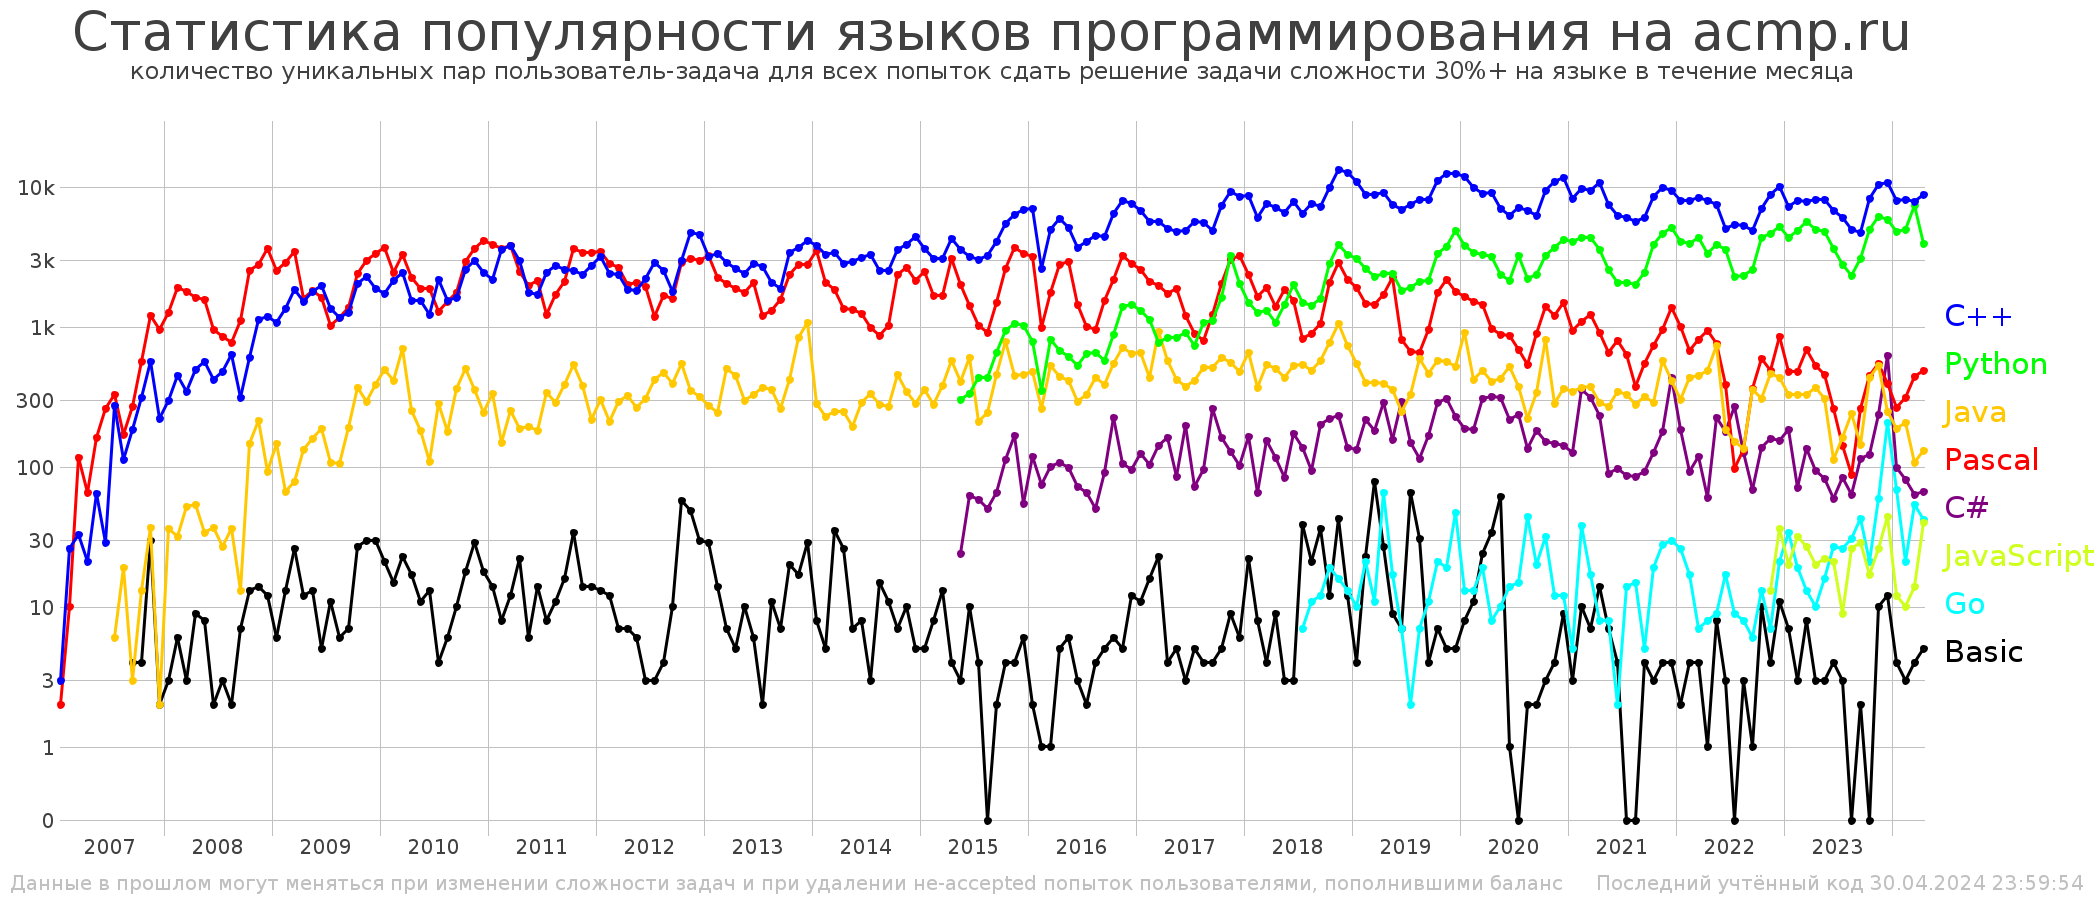 Статистика популярности языков программирования на acmp.ru
количество уникальных пар пользователь-задача для всех попыток сдать решение задачи сложности 30%+ на языке в течение месяца
10k
3k
1k
300
100
30
10
3
1
0
C++
Python
Java
Pascal
C#
JavaScript
Go
Basic
2007 2008 2009 2010 2011 2012 2013 2014 2015 2016 2017 2018 2019 2020 2021 2022 2023
Данные в прошлом могут меняться при изменении сложности задач и при удалении не-accepted попыток пользователями, пополнившими баланс Последний учтённый код 30.04.2024 23:59:54